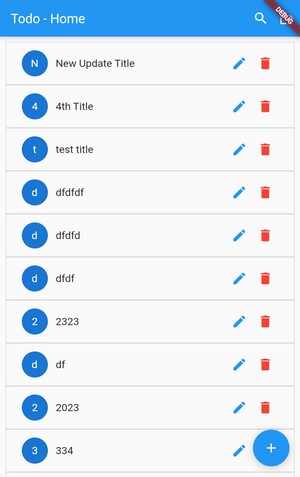 Todo - Home
DEBUG
N New Update Title
4 4th Title
t test title
d dfdfdf
d dfdfd
d dfdf
2 2323
d df
2 2023
3 334